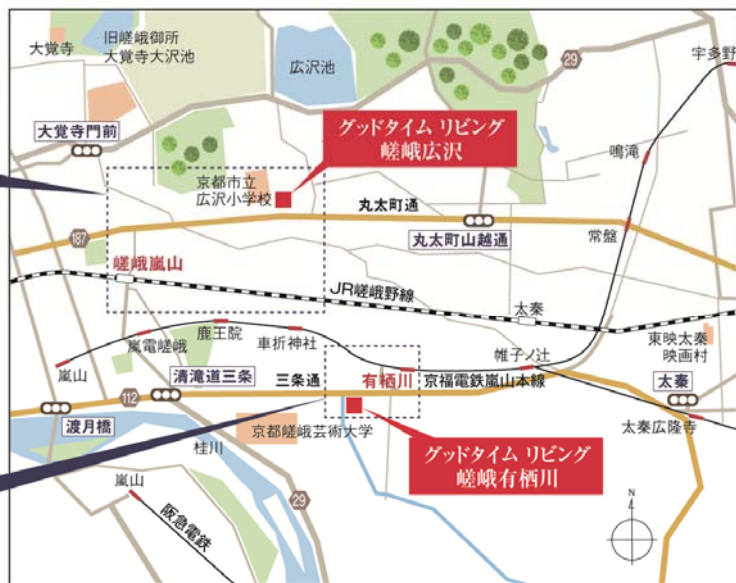 大覚寺
旧嵯峨御所
大覚寺大沢池
広沢池
29
宇多野
大覚寺門前
グッドタイム リビング
嵯峨広沢
鳴滝
京都市立
広沢小学校
丸太町通
187
丸太町山越通
常盤
嵯峨嵐山
JR嵯峨野線
太秦
鹿王院
嵐電嵯峨
車折神社
東映太秦
映画村
嵐山
帷子ノ辻
清滝道三条
三条通
有栖川
京福電鉄嵐山本線
太秦
112
渡月橋
京都嵯峨芸術大学
太秦広隆寺
桂川
グッドタイム リビング
嵯峨有栖川
嵐山
29
阪急電鉄
N